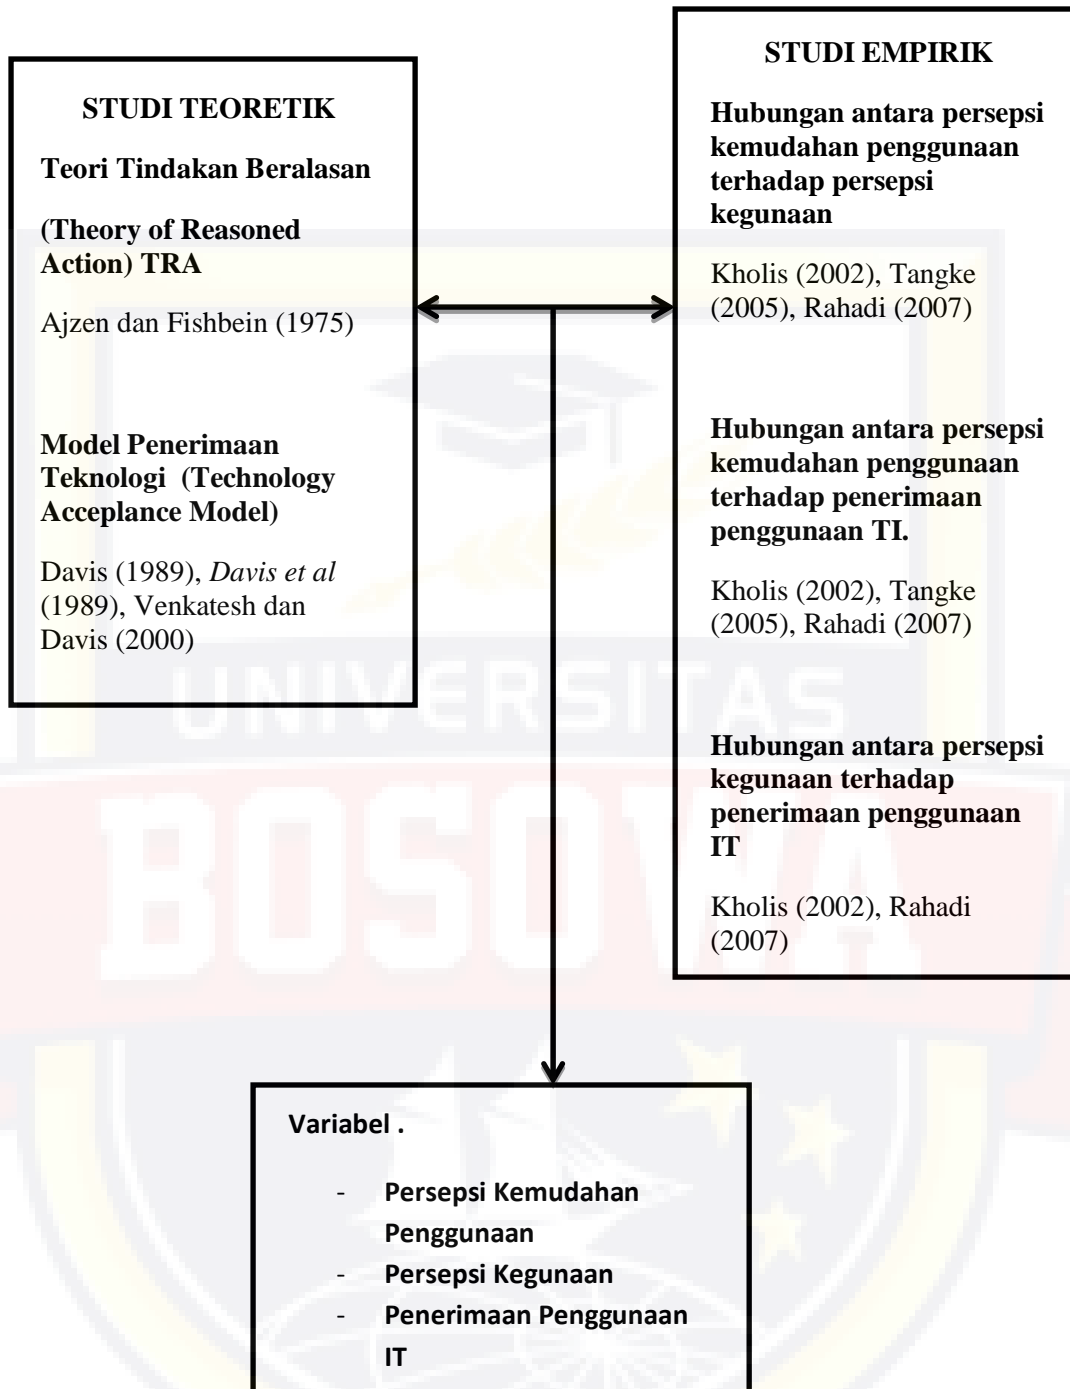 STUDI TEORETIK
Teori Tindakan Beralasan
(Theory of Reasoned
Action) TRA
Ajzen dan Fishbein (1975)
Model Penerimaan
Teknologi (Technology
Acceplance Model)
Davis (1989), Davis et al
(1989), Venkatesh dan
Davis (2000)
STUDI EMPIRIK
Hubungan antara persepsi
kemudahan penggunaan
terhadap persepsi
kegunaan
Kholis (2002), Tangke
(2005), Rahadi (2007)
Hubungan antara persepsi
kemudahan penggunaan
terhadap penerimaan
penggunaan TI.
Kholis (2002), Tangke
(2005), Rahadi (2007)
Hubungan antara persepsi
kegunaan terhadap
penerimaan penggunaan
IT
Kholis (2002), Rahadi
(2007)
Variabel .
- Persepsi Kemudahan
Penggunaan
- Persepsi Kegunaan
- Penerimaan Penggunaan
IT
UNIVERSITAS
BOSOWA